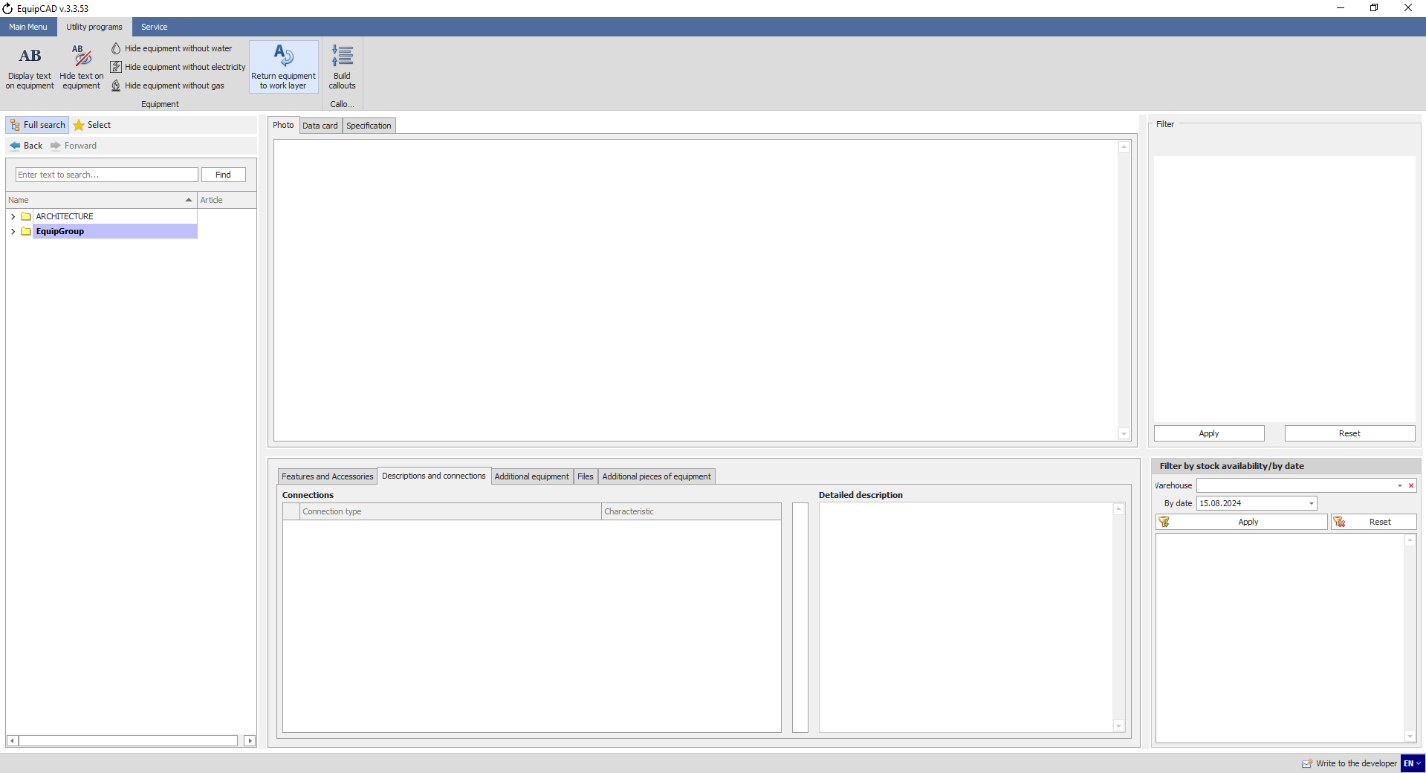 EquipCAD v.3.3.53
Main Menu Utility programs Service
AB
Display text
on equipment
AB
Hide text on
equipment
Hide equipment without water
Hide equipment without electricity
Hide equipment without gas
A
Return equipment
to work layer
Build
callouts
Equipment
Callo...
Full search Select
Back Forward
Enter text to search... Find
Name Article
ARCHITECTURE
EquipGroup
Photo Data card Specification
Filter
Apply Reset
Features and Accessories Descriptions and connections Additional equipment Files Additional pieces of equipment
Connections
Connection type Characteristic
Detailed description
Filter by stock availability/by date
Warehouse
By date 15.08.2024
Apply Reset
Write to the developer EN